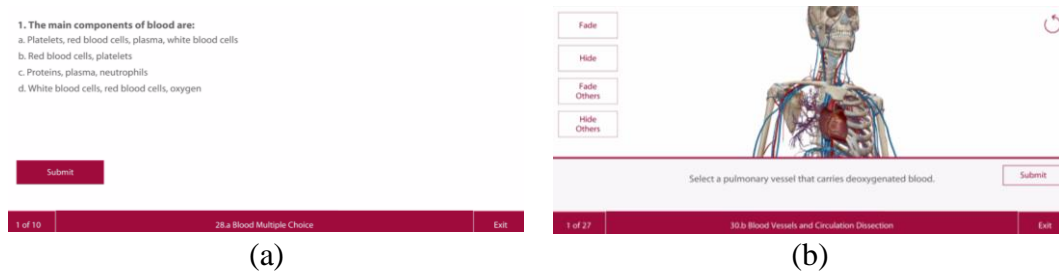 1. The main components of blood are:
a. Platelets, red blood cells, plasma, white blood cells
b. Red blood cells, platelets
c. Proteins, plasma, neutrophils
d. White blood cells, red blood cells, oxygen
Submit
1 of 10
28.a Blood Multiple Choice
Exit
(a)
Fade
Hide
Fade
Others
Hide
Others
Select a pulmonary vessel that carries deoxygenated blood.
Submit
1 of 27
30.b Blood Vessels and Circulation Dissection
Exit
(b)